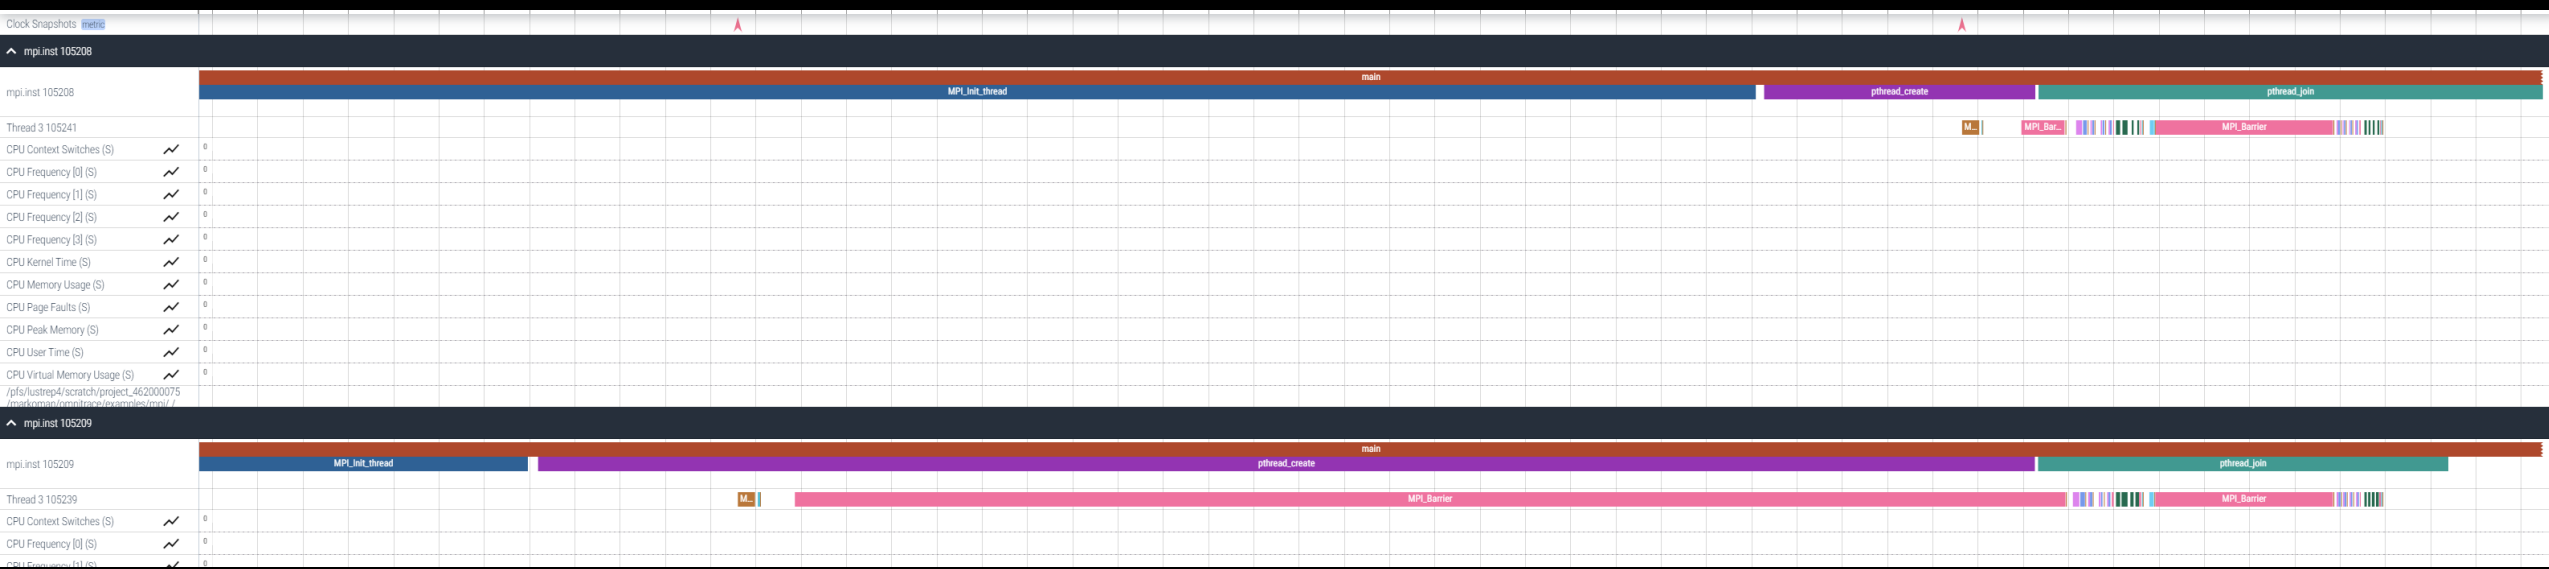 Clock Snapshots metric
mpi.inst 105208
main
mpi.inst 105208
MPI_Init_thread pthread_create pthread_join
Thread 3 105241 M... MPI_Bar... MPI_Barrier
CPU Context Switches (S) 0
CPU Frequency [0] (S) 0
CPU Frequency [1] (S) 0
CPU Frequency [2] (S) 0
CPU Frequency [3] (S) 0
CPU Kernel Time (S) 0
CPU Memory Usage (S) 0
CPU Page Faults (S) 0
CPU Peak Memory (S) 0
CPU User Time (S) 0
CPU Virtual Memory Usage (S) 0
/pfs/lustrep4/scratch/project_462000075
/markoman/omnitrace/examples/mpi/ /
mpi.inst 105209
main
mpi.inst 105209
MPI_Init_thread pthread_create pthread_join
Thread 3 105239 M... MPI_Barrier MPI_Barrier
CPU Context Switches (S) 0
CPU Frequency [0] (S) 0
CPU Frequency [1] (S) 0